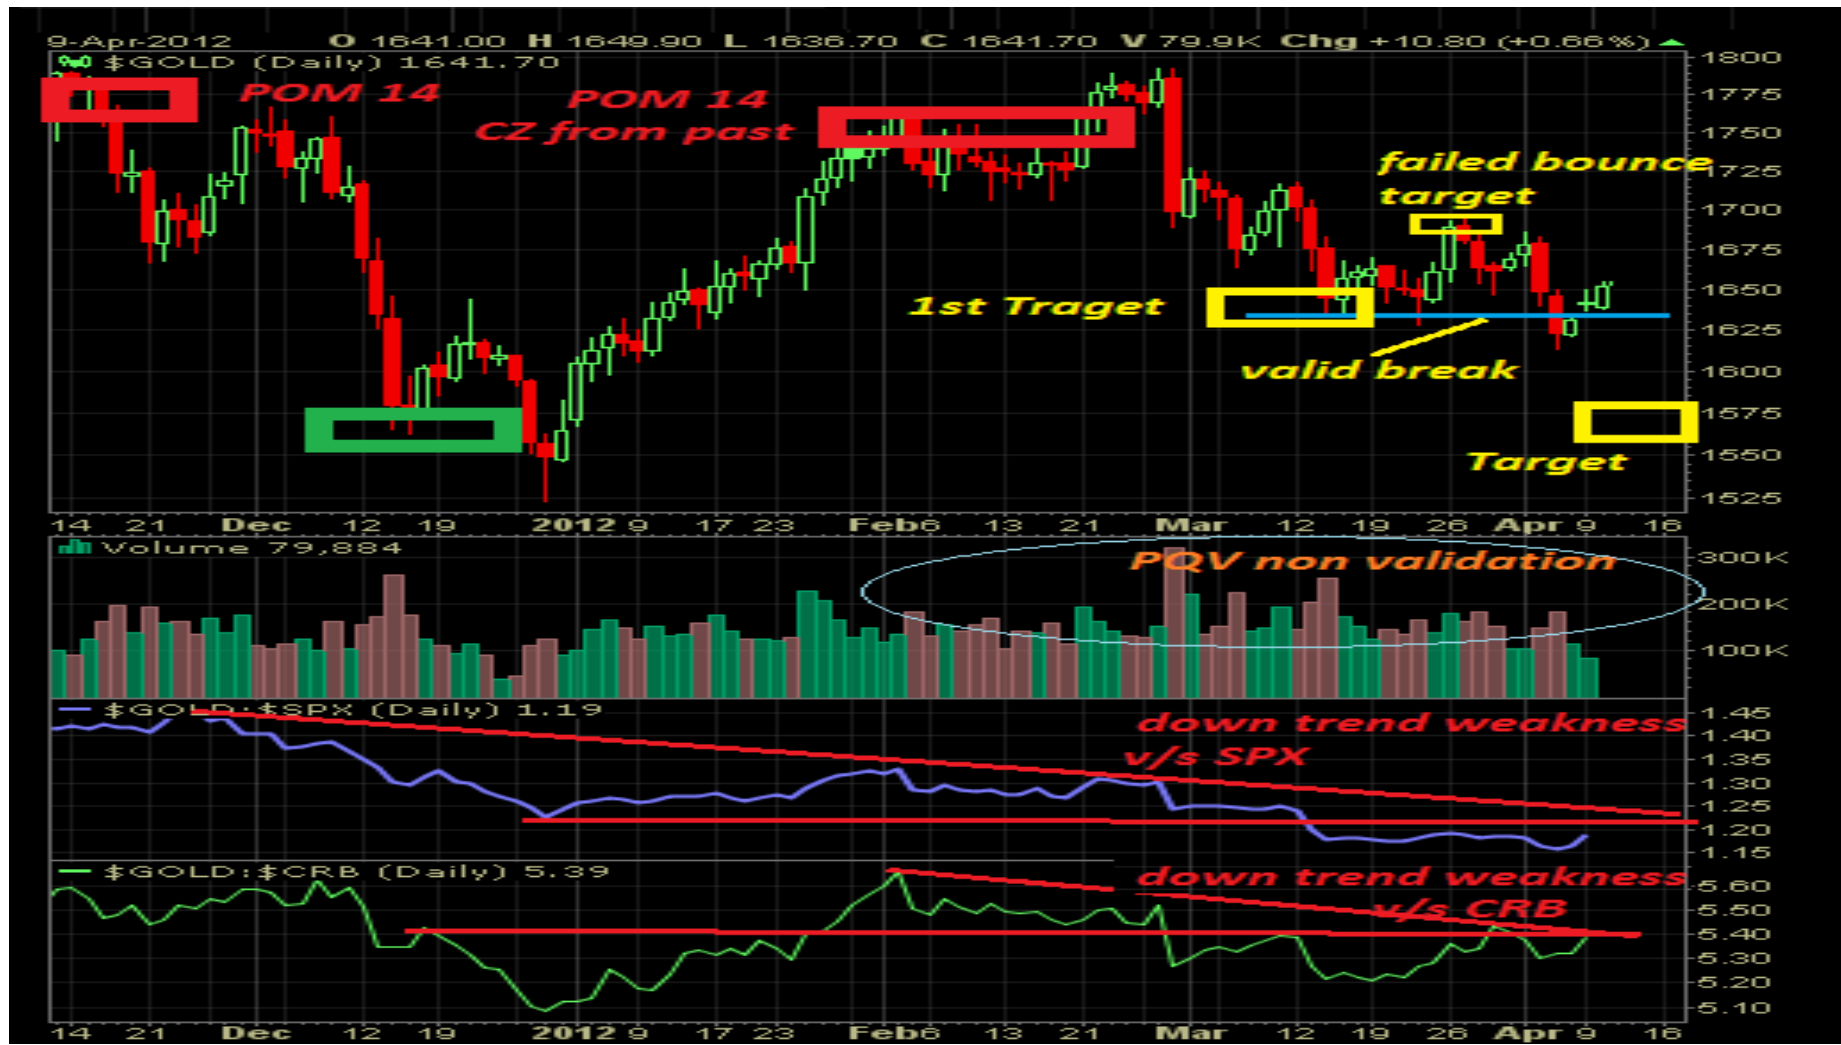 9-Apr-2012 O 1641.00 H 1649.90 L 1636.70 C 1641.70 V 79.9K Chg +10.80 (+0.66%)
$GOLD (Daily) 1641.70
1800
POM 14
POM 14
1775
CZ from past
1750
failed bounce
1725
target
1700
1675
1650
1st Traget
1625
valid break
1600
1575
Target
1550
1525
14 21 Dec 12 19 2012 9 17 23 Feb 6 13 21 Mar 12 19 26 Apr 9 16
Volume 79,884
PQV non validation
300K
200K
100K
$GOLD:$SPX (Daily) 1.19
down trend weakness
v/s SPX
1.45
1.40
1.35
1.30
1.25
1.20
1.15
$GOLD:$CRB (Daily) 5.39
down trend weakness
v/s CRB
5.60
5.50
5.40
5.30
5.20
5.10
14 21 Dec 12 19 2012 9 17 23 Feb 6 13 21 Mar 12 19 26 Apr 9 16